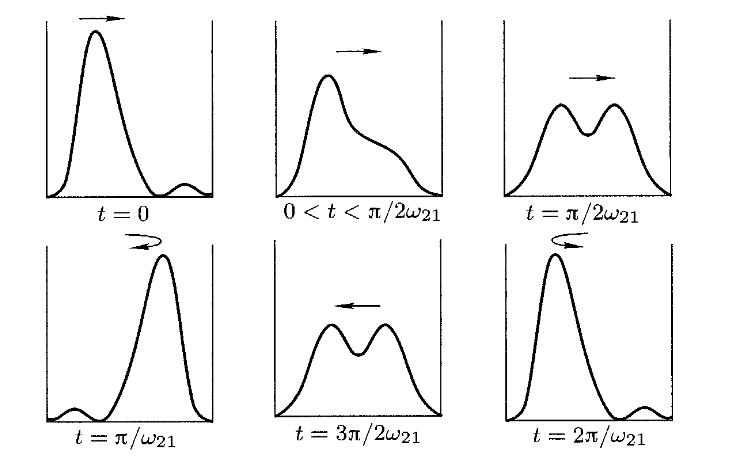 t = 0
0 < t < π/2ω₂₁
t = π/2ω₂₁
t = π/ω₂₁
t = 3π/2ω₂₁
t = 2π/ω₂₁